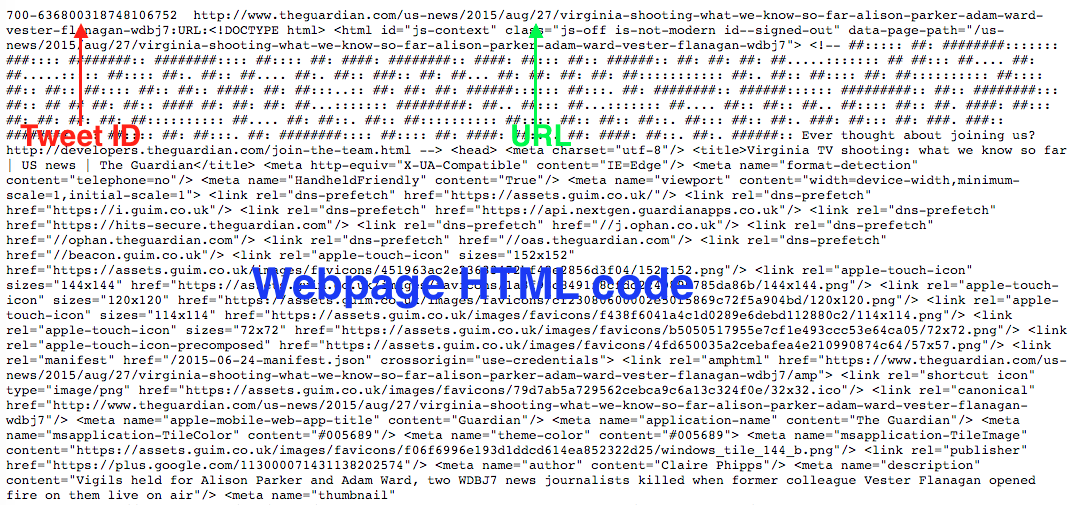 700-636800318748106752 http://www.theguardian.com/us-news/2015/aug/27/virginia-shooting-what-we-know-so-far-alison-parker-adam-ward-
vester-flanagan-wdbj7:URL:<!DOCTYPE html> <html id="js-context" class="js-off is-not-modern id--signed-out" data-page-path="/us-
news/2015/aug/27/virginia-shooting-what-we-know-so-far-alison-parker-adam-ward-vester-flanagan-wdbj7"> <!--
Tweet ID
URL
Ever thought about joining us?
http://developers.theguardian.com/join-the-team.html --> <head> <meta charset="utf-8"/> <title>Virginia TV shooting: what we know so far
| US news | The Guardian</title> <meta http-equiv="X-UA-Compatible" content="IE=Edge"/> <meta name="format-detection"
content="telephone=no"/> <meta name="HandheldFriendly" content="True"/> <meta name="viewport" content="width=device-width,minimum-
scale=1,initial-scale=1"> <link rel="dns-prefetch" href="https://assets.guim.co.uk/"/> <link rel="dns-prefetch"
href="https://i.guim.co.uk"/> <link rel="dns-prefetch" href="https://api.nextgen.guardianapps.co.uk"/> <link rel="dns-prefetch"
href="https://hits-secure.theguardian.com"/> <link rel="dns-prefetch" href="//j.ophan.co.uk"/> <link rel="dns-prefetch"
href="//ophan.theguardian.com"/> <link rel="dns-prefetch" href="//oas.theguardian.com"/> <link rel="dns-prefetch"
href="//beacon.guim.co.uk"/> <link rel="apple-touch-icon" sizes="152x152"
Webpage HTML code
<link rel="apple-touch-icon"
sizes="144x144" <link rel="apple-touch-
icon" sizes="120x120" <link rel="apple-
touch-icon" sizes="114x114" href="https://assets.guim.co.uk/images/favicons/f438f6041a4c1d0289e6debd112880c2/114x114.png"/> <link
rel="apple-touch-icon" sizes="72x72" href="https://assets.guim.co.uk/images/favicons/b5050517955e7cf1e493ccc53e64ca05/72x72.png"/> <link
rel="apple-touch-icon-precomposed" href="https://assets.guim.co.uk/images/favicons/4fd650035a2cebafea4e210990874c64/57x57.png"/> <link
rel="manifest" href="/2015-06-24-manifest.json" crossorigin="use-credentials"> <link rel="amphtml" href="https://www.theguardian.com/us-
news/2015/aug/27/virginia-shooting-what-we-know-so-far-alison-parker-adam-ward-vester-flanagan-wdbj7/amp"> <link rel="shortcut icon"
type="image/png" href="https://assets.guim.co.uk/images/favicons/79d7ab5a729562cebca9c6a13c324f0e/32x32.ico"/> <link rel="canonical"
href="http://www.theguardian.com/us-news/2015/aug/27/virginia-shooting-what-we-know-so-far-alison-parker-adam-ward-vester-flanagan-
wdbj7"/> <meta name="apple-mobile-web-app-title" content="Guardian"/> <meta name="application-name" content="The Guardian"/> <meta
name="msapplication-TileColor" content="#005689"/> <meta name="theme-color" content="#005689"> <meta name="msapplication-TileImage"
content="https://assets.guim.co.uk/images/favicons/f06f6996e193d1ddcd614ea852322d25/windows_tile_144_b.png"/> <link rel="publisher"
href="https://plus.google.com/113000071431138202574"/> <meta name="author" content="Claire Phipps"/> <meta name="description"
content="Vigils held for Alison Parker and Adam Ward, two WDBJ7 news journalists killed when former colleague Vester Flanagan opened
fire on them live on air"/> <meta name="thumbnail"